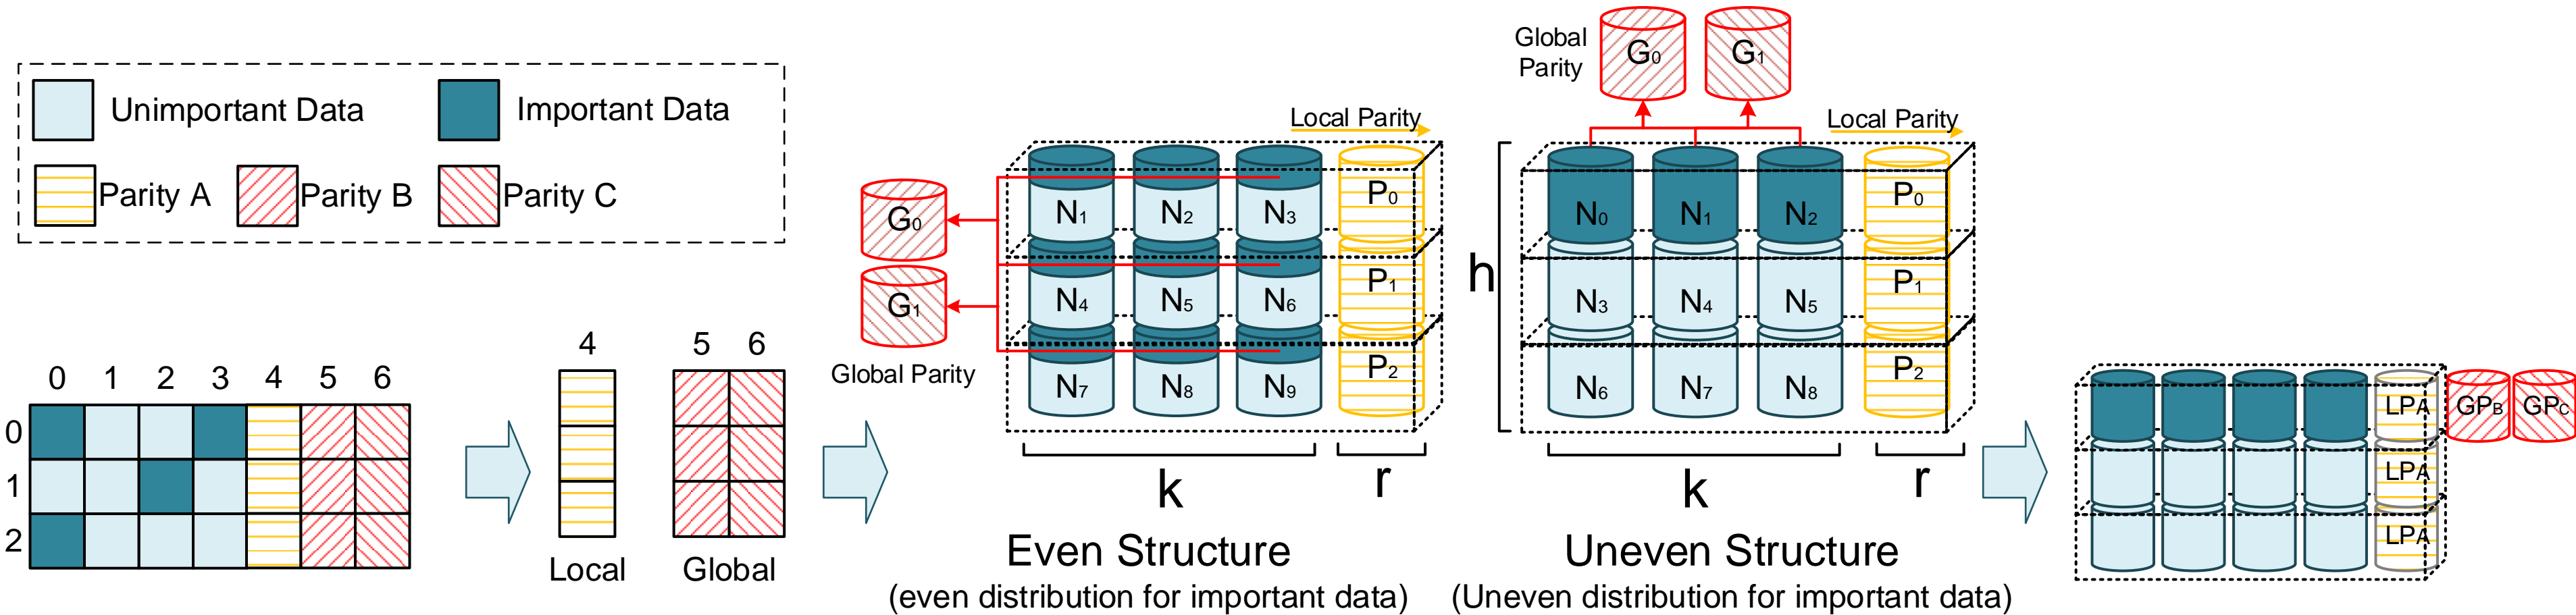 Unimportant Data
Important Data
Parity A
Parity B
Parity C
0 1 2 3 4 5 6
0
1
2
4
Local
5 6
Global
G0
G1
Global Parity
Local Parity
N1 N2 N3 P0
N4 N5 N6 P1
N7 N8 N9 P2
k
r
Even Structure
(even distribution for important data)
Global
Parity
G0 G1
Local Parity
h
N0 N1 N2 P0
N3 N4 N5 P1
N6 N7 N8 P2
k
r
Uneven Structure
(Uneven distribution for important data)
LPA GPB GPC
LPA
LPA